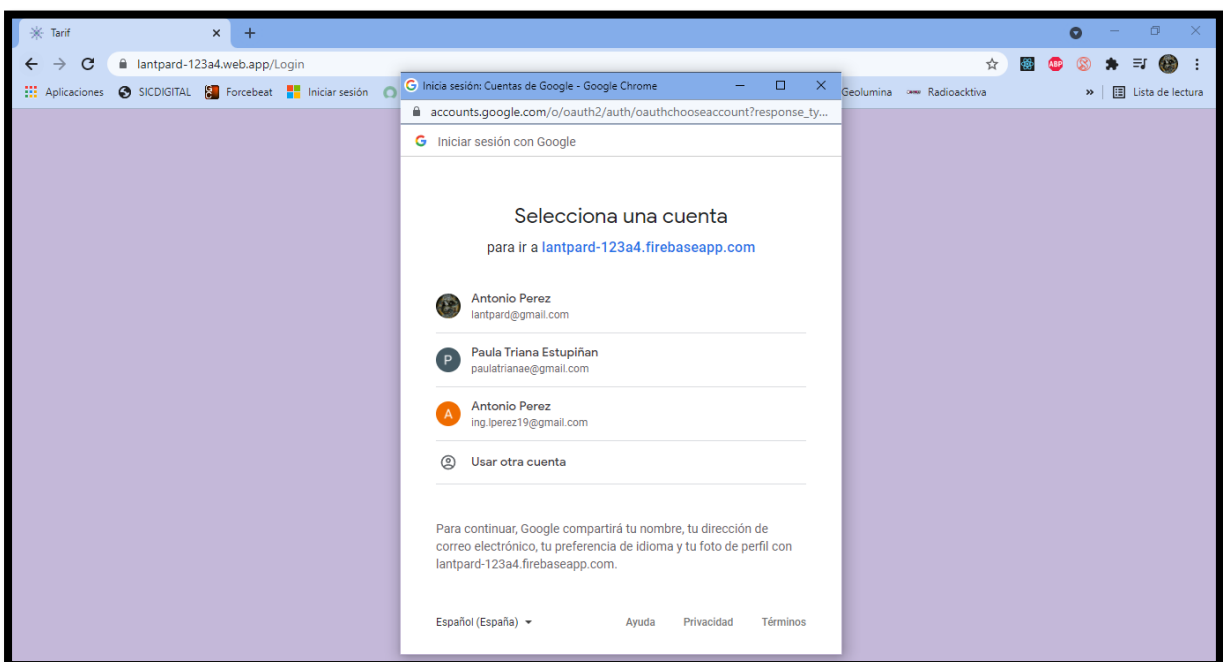 Tarif
lantpard-123a4.web.app/Login
ABP
Aplicaciones SICDIGITAL Forcebeat Iniciar sesión Geolumina Radioacktiva » Lista de lectura
Inicia sesión: Cuentas de Google - Google Chrome
accounts.google.com/o/oauth2/auth/oauthchooseaccount?response_ty...
Iniciar sesión con Google
Selecciona una cuenta
para ir a lantpard-123a4.firebaseapp.com
Antonio Perez
lantpard@gmail.com
P
Paula Triana Estupiñan
paulatrianae@gmail.com
A
Antonio Perez
ing.lperez19@gmail.com
Usar otra cuenta
Para continuar, Google compartirá tu nombre, tu dirección de
correo electrónico, tu preferencia de idioma y tu foto de perfil con
lantpard-123a4.firebaseapp.com.
Español (España) Ayuda Privacidad Términos